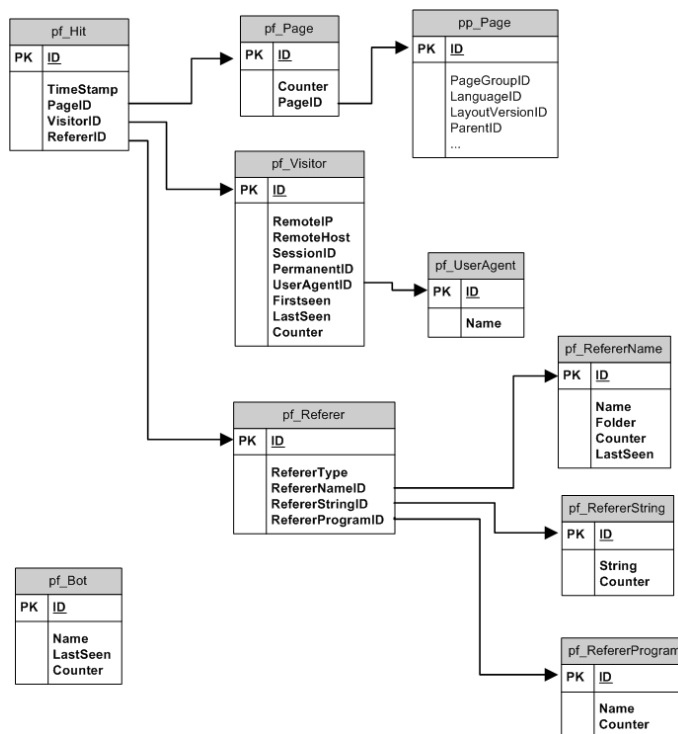 pf_Hit
PK ID
TimeStamp
PageID
VisitorID
RefererID
pf_Page
PK ID
Counter
PageID
pp_Page
PK ID
PageGroupID
LanguageID
LayoutVersionID
ParentID
...
pf_Visitor
PK ID
RemoteIP
RemoteHost
SessionID
PermanentID
UserAgentID
Firstseen
LastSeen
Counter
pf_UserAgent
PK ID
Name
pf_RefererName
PK ID
Name
Folder
Counter
LastSeen
pf_Referer
PK ID
RefererType
RefererNameID
RefererStringID
RefererProgramID
pf_RefererString
PK ID
String
Counter
pf_Bot
PK ID
Name
LastSeen
Counter
pf_RefererProgram
PK ID
Name
Counter